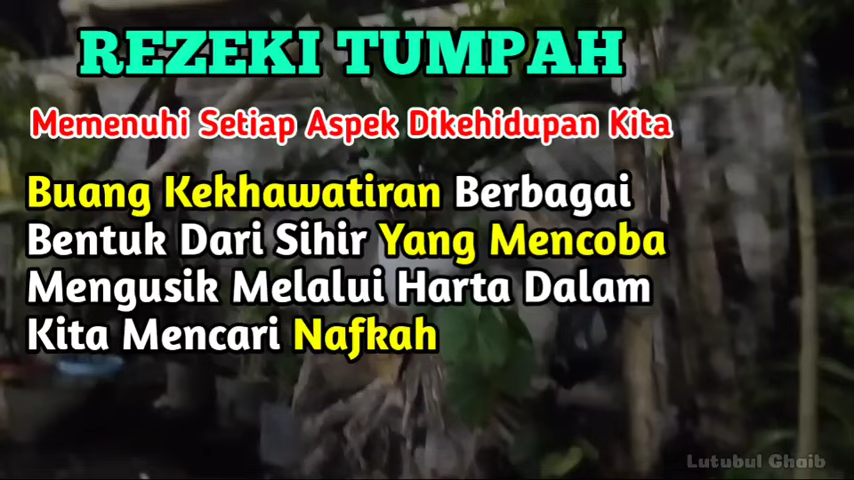 REZEKI TUMPAH
Memenuhi Setiap Aspek Dikehidupan Kita
Buang Kekhawatiran Berbagai
Bentuk Dari Sihir Yang Mencoba
Mengusik Melalui Harta Dalam
Kita Mencari Nafkah
Lutubul Ghaib